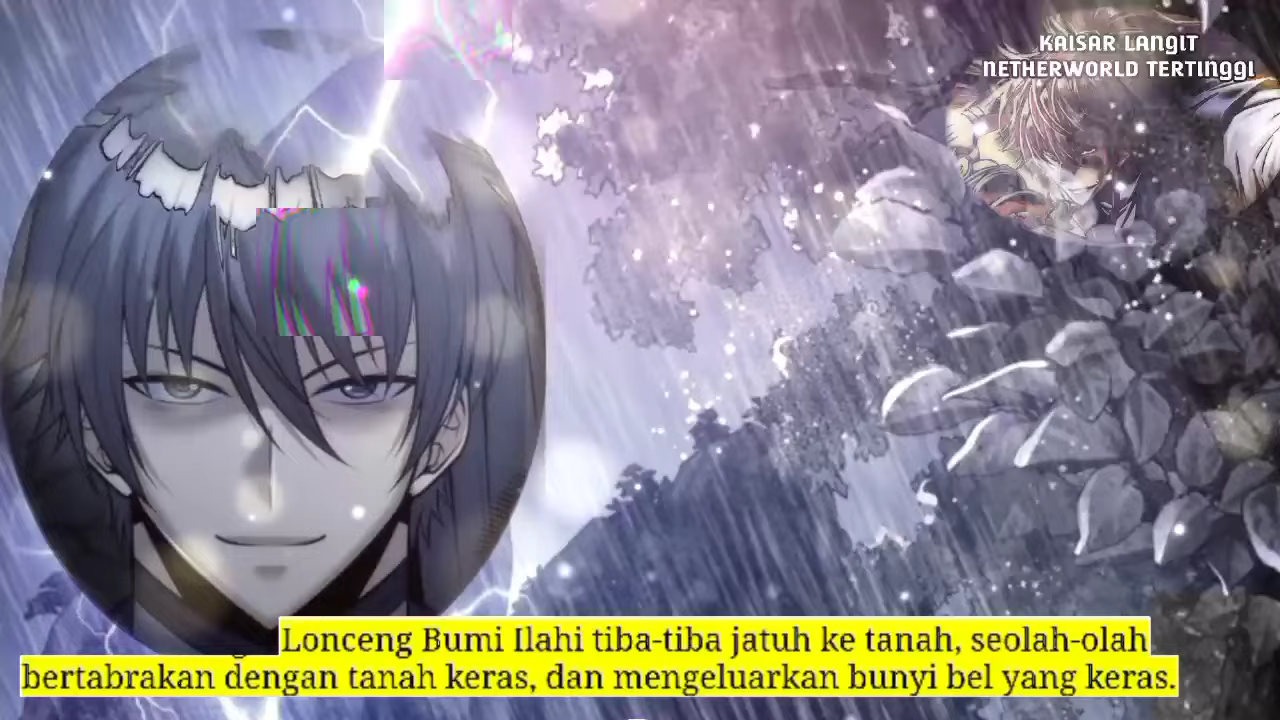 KAISAR LANGIT
NETHERWORLD TERTINGGI
Lonceng Bumi Ilahi tiba-tiba jatuh ke tanah, seolah-olah
bertabrakan dengan tanah keras, dan mengeluarkan bunyi bel yang keras.